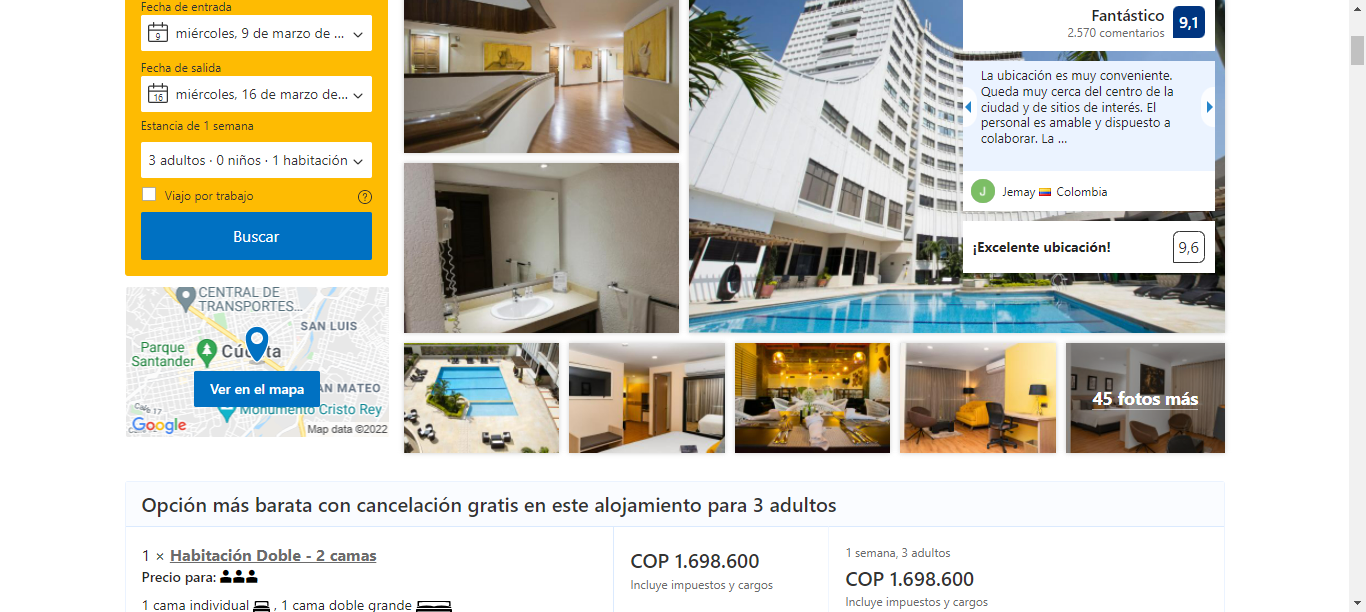 Fecha de entrada
9
miércoles, 9 de marzo de ...
Fecha de salida
16
miércoles, 16 de marzo de...
Estancia de 1 semana
3 adultos · 0 niños · 1 habitación
Viajo por trabajo
?
Buscar
CENTRAL DE
TRANSPORTES...
SAN LUIS
Parque
Santander
Ver en el mapa
MATEO
Monumento Cristo Rey
Google
Map data ©2022
Fantástico
9,1
2.570 comentarios
La ubicación es muy conveniente.
Queda muy cerca del centro de la
ciudad y de sitios de interés. El
personal es amable y dispuesto a
colaborar. La ...
J
Jemay Colombia
¡Excelente ubicación!
9,6
45 fotos más
Opción más barata con cancelación gratis en este alojamiento para 3 adultos
1 × Habitación Doble - 2 camas
Precio para:
1 cama individual , 1 cama doble grande
COP 1.698.600
Incluye impuestos y cargos
1 semana, 3 adultos
COP 1.698.600
Incluye impuestos y cargos